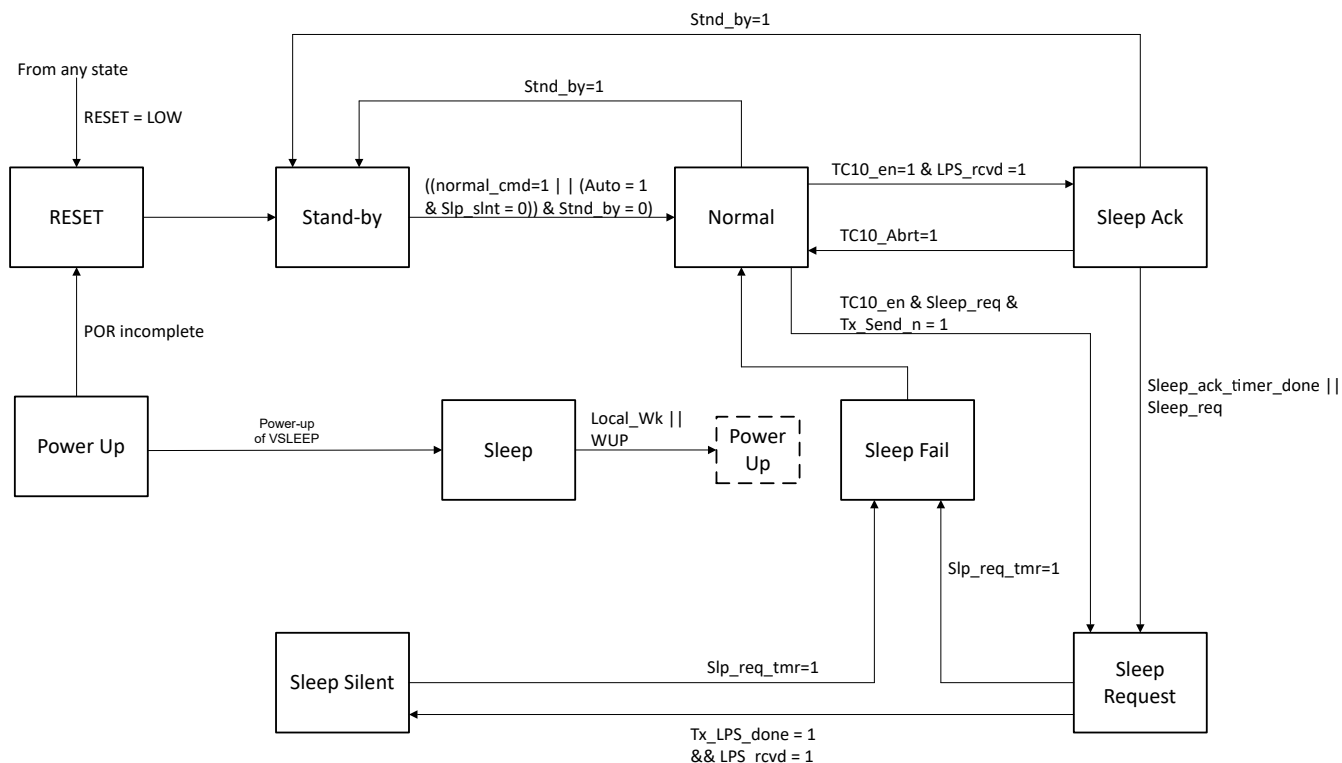 Stnd_by=1
From any state
Stnd_by=1
RESET = LOW
RESET
Stand-by
((normal_cmd=1 | | (Auto = 1
& Slp_slnt = 0)) & Stnd_by = 0)
Normal
TC10_en=1 & LPS_rcvd =1
Sleep Ack
TC10_Abrt=1
TC10_en & Sleep_req &
Tx_Send_n = 1
POR incomplete
Sleep_ack_timer_done ||
Sleep_req
Power Up
Power-up
of VSLEEP
Sleep
Local_Wk ||
WUP
Power
Up
Sleep Fail
Slp_req_tmr=1
Sleep Silent
Slp_req_tmr=1
Sleep
Request
Tx_LPS_done = 1
&& LPS_rcvd = 1